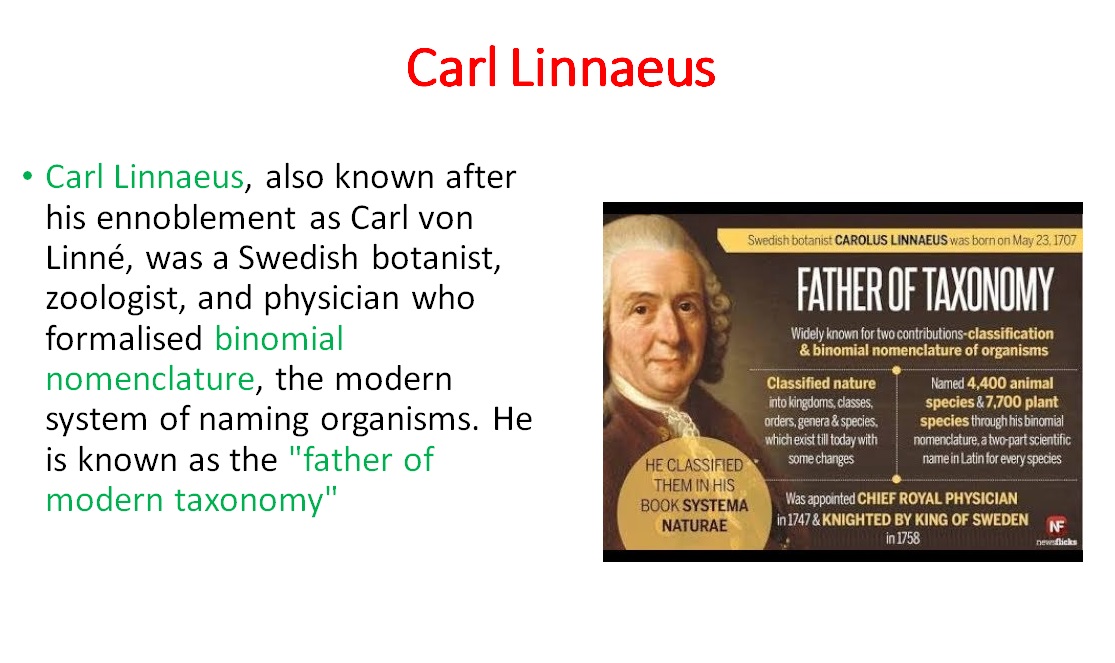 Carl Linnaeus
• Carl Linnaeus, also known after
his ennoblement as Carl von
Linné, was a Swedish botanist,
zoologist, and physician who
formalised binomial
nomenclature, the modern
system of naming organisms. He
is known as the "father of
modern taxonomy"
Swedish botanist CAROLUS LINNAEUS was born on May 23, 1707
FATHER OF TAXONOMY
Widely known for two contributions-classification
& binomial nomenclature of organisms
Classified nature
into kingdoms, classes,
orders, genera & species,
which exist till today with
some changes
Named 4,400 animal
species & 7,700 plant
species through his binomial
nomenclature, a two-part scientific
name in Latin for every species
HE CLASSIFIED
THEM IN HIS
BOOK SYSTEMA
NATURAE
Was appointed CHIEF ROYAL PHYSICIAN
in 1747 & KNIGHTED BY KING OF SWEDEN
in 1758
NF
newsflicks